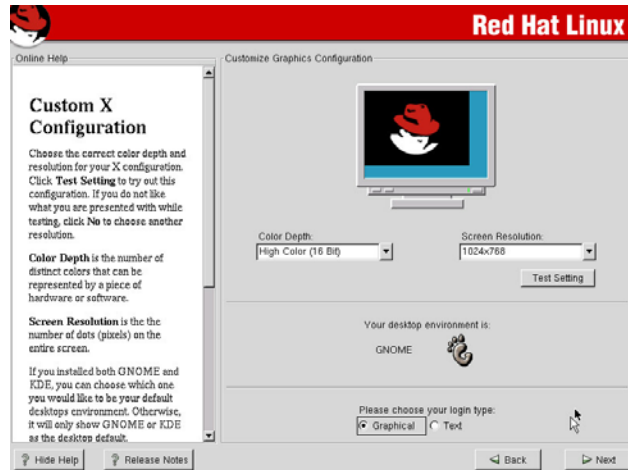 Red Hat Linux
Online Help
Custom X
Configuration
Choose the correct color depth and
resolution for your X configuration.
Click Test Setting to try out this
configuration. If you do not like
what you are presented with while
testing, click No to choose another
resolution.
Color Depth is the number of
distinct colors that can be
represented by a piece of
hardware or software.
Screen Resolution is the the
number of dots (pixels) on the
entire screen.
If you installed both GNOME and
KDE, you can choose which one
you would like to be your default
desktops environment. Otherwise,
it will only show GNOME or KDE
as the desktop default.
Customize Graphics Configuration
Color Depth:
High Color (16 Bit)
Screen Resolution:
1024x768
Test Setting
Your desktop environment is:
GNOME
Please choose your login type:
Graphical
Text
Hide Help
Release Notes
Back
Next